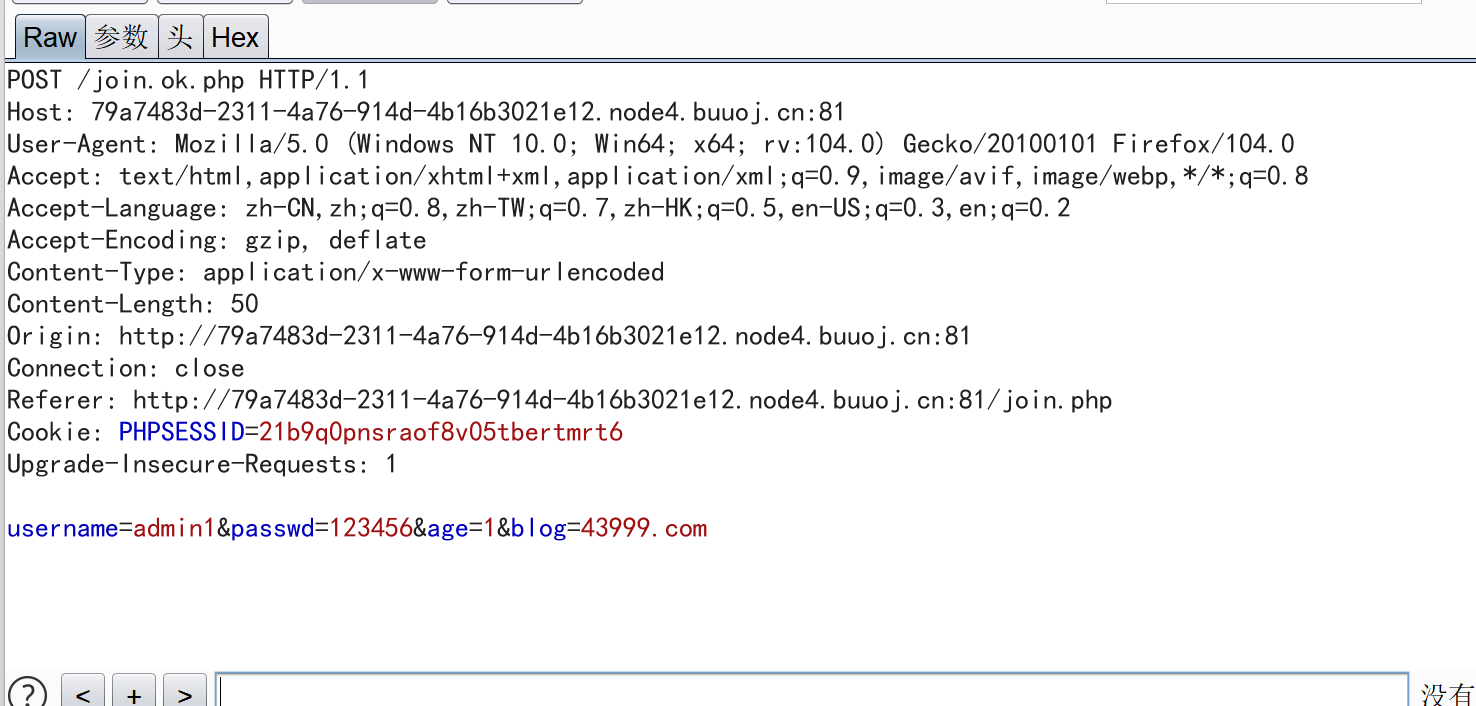 Raw 参数 头 Hex
POST /join.ok.php HTTP/1.1
Host: 79a7483d-2311-4a76-914d-4b16b3021e12.node4.buuoj.cn:81
User-Agent: Mozilla/5.0 (Windows NT 10.0; Win64; x64; rv:104.0) Gecko/20100101 Firefox/104.0
Accept: text/html,application/xhtml+xml,application/xml;q=0.9,image/avif,image/webp,*/*;q=0.8
Accept-Language: zh-CN,zh;q=0.8,zh-TW;q=0.7,zh-HK;q=0.5,en-US;q=0.3,en;q=0.2
Accept-Encoding: gzip, deflate
Content-Type: application/x-www-form-urlencoded
Content-Length: 50
Origin: http://79a7483d-2311-4a76-914d-4b16b3021e12.node4.buuoj.cn:81
Connection: close
Referer: http://79a7483d-2311-4a76-914d-4b16b3021e12.node4.buuoj.cn:81/join.php
Cookie: PHPSESSID=21b9q0pnsraof8v05tbertmrt6
Upgrade-Insecure-Requests: 1
username=admin1&passwd=123456&age=1&blog=43999.com
? < + > 没有